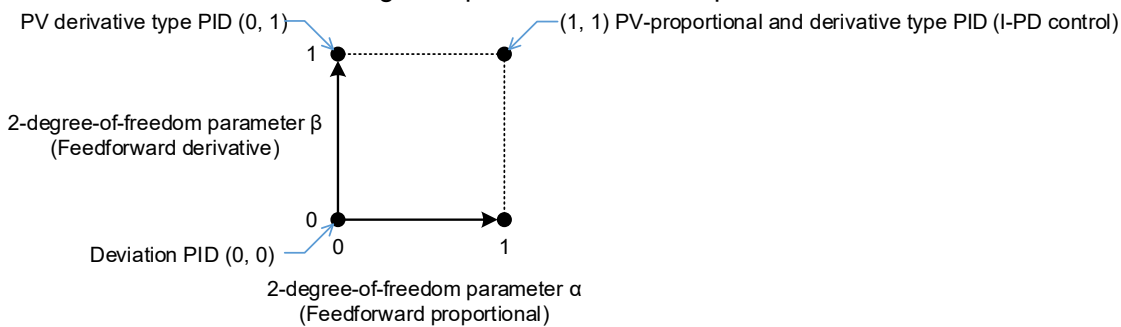 PV derivative type PID (0, 1)
(1, 1) PV-proportional and derivative type PID (I-PD control)
1
2-degree-of-freedom parameter β
(Feedforward derivative)
0
Deviation PID (0, 0)
0
1
2-degree-of-freedom parameter α
(Feedforward proportional)